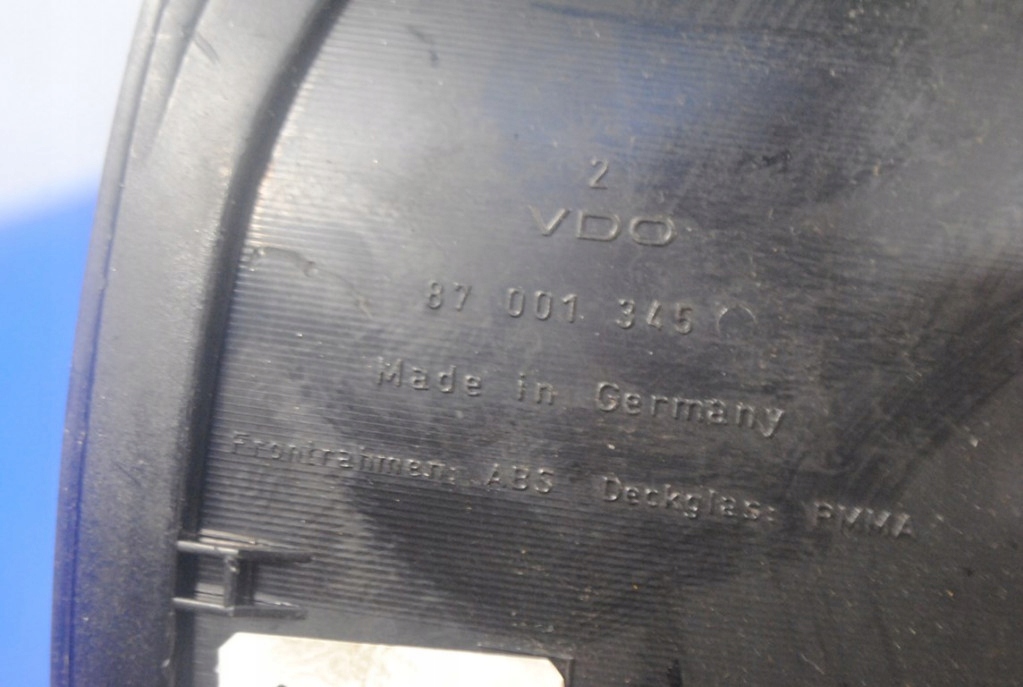 2
VDO
87 001 345
Made in Germany
Frontrahmen: ABS Deckglas: PMMA